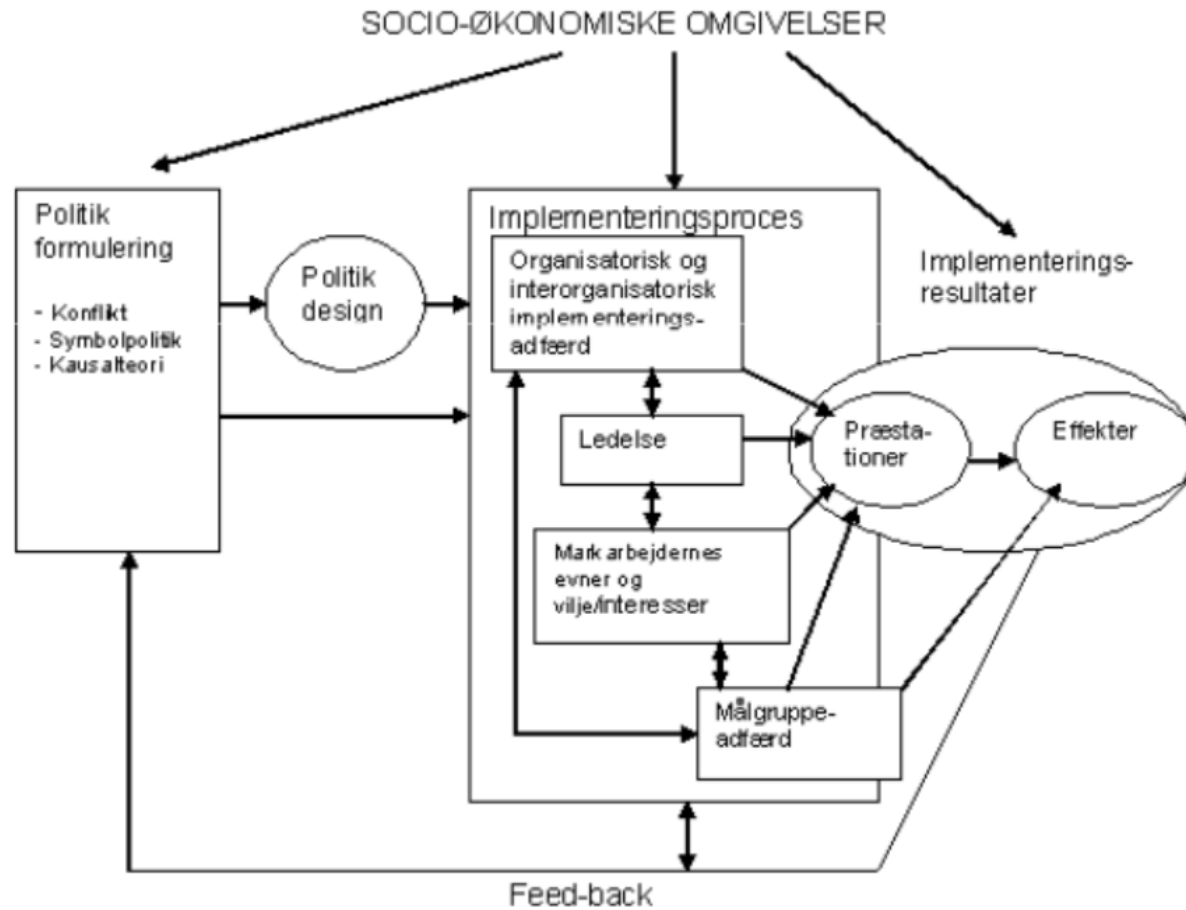 SOCIO-ØKONOMISKE OMGIVELSER
Politik
formulering
- Konflikt
- Symbolpolitik
- Kausalteori
Politik
design
Implementeringsproces
Organisatorisk og
interorganisatorisk
implementerings-
adfærd
Ledelse
Markarbejdernes
evner og
vilje/interesser
Målgruppe-
adfærd
Implementerings-
resultater
Præsta-
tioner
Effekter
Feed-back